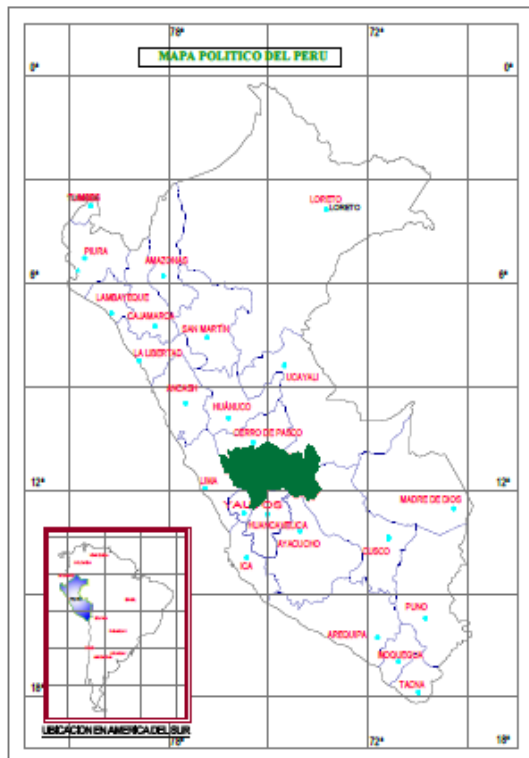 78° 72°
MAPA POLITICO DEL PERU
0° 0°
TUMBES
LORETO
LORETO
PIURA
AMAZONAS
6° 6°
LAMBAYEQUE
CAJAMARCA
SAN MARTIN
LA LIBERTAD
UCAYALI
ANCASH
HUÁNUCO
CERRO DE PASCO
12° LIMA 12°
YAUYOS
MADRE DE DIOS
HUANCAVELICA
AYACUCHO
CUSCO
ICA
PUNO
AREQUIPA
MOQUEGUA
TACNA
18°
UBICACION EN AMERICA DEL SUR
78° 72° 18°